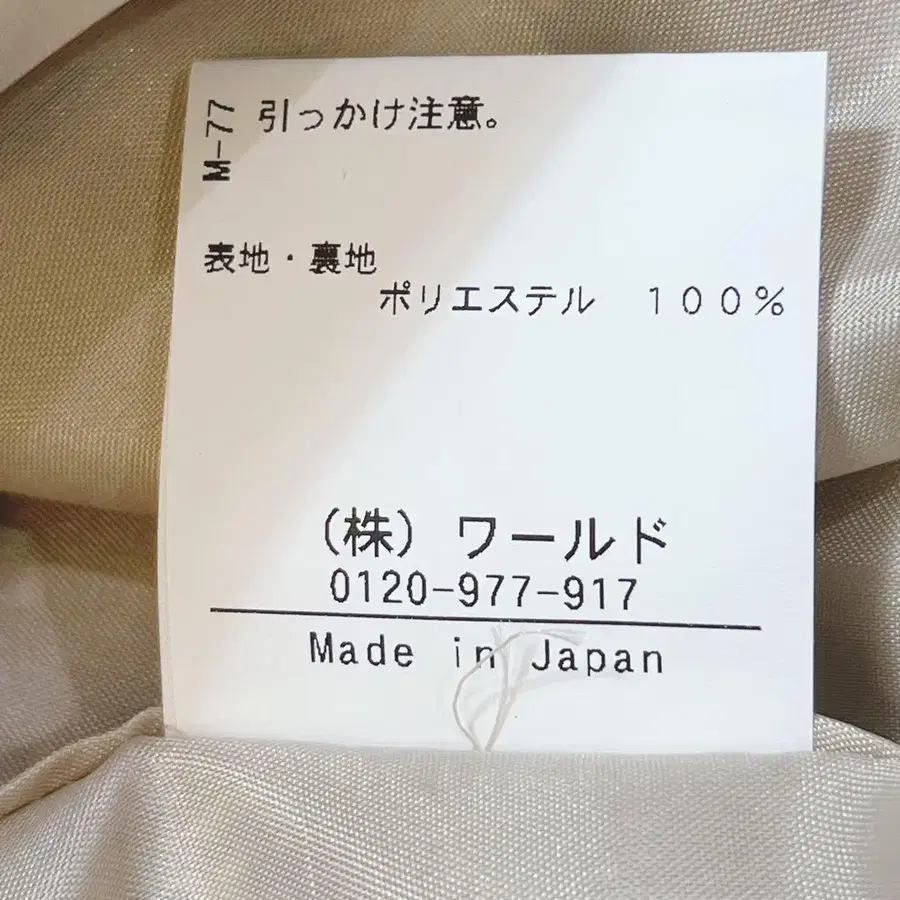 M-77
引っかけ注意。
表地・裏地
ポリエステル　１００％
（株）ワールド
0120-977-917
Made in Japan